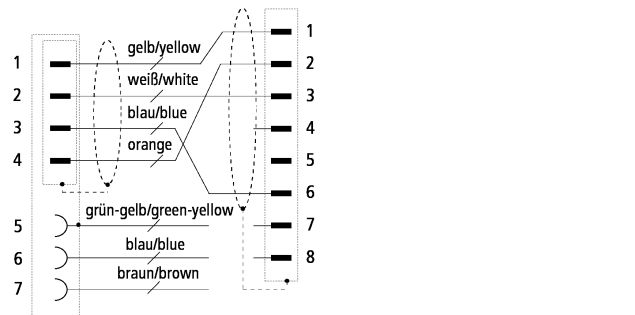 gelb/yellow
1
1
2
weiß/white
2
3
blau/blue
3
4
orange
4
5
6
grün-gelb/green-yellow
5
7
blau/blue
6
8
braun/brown
7